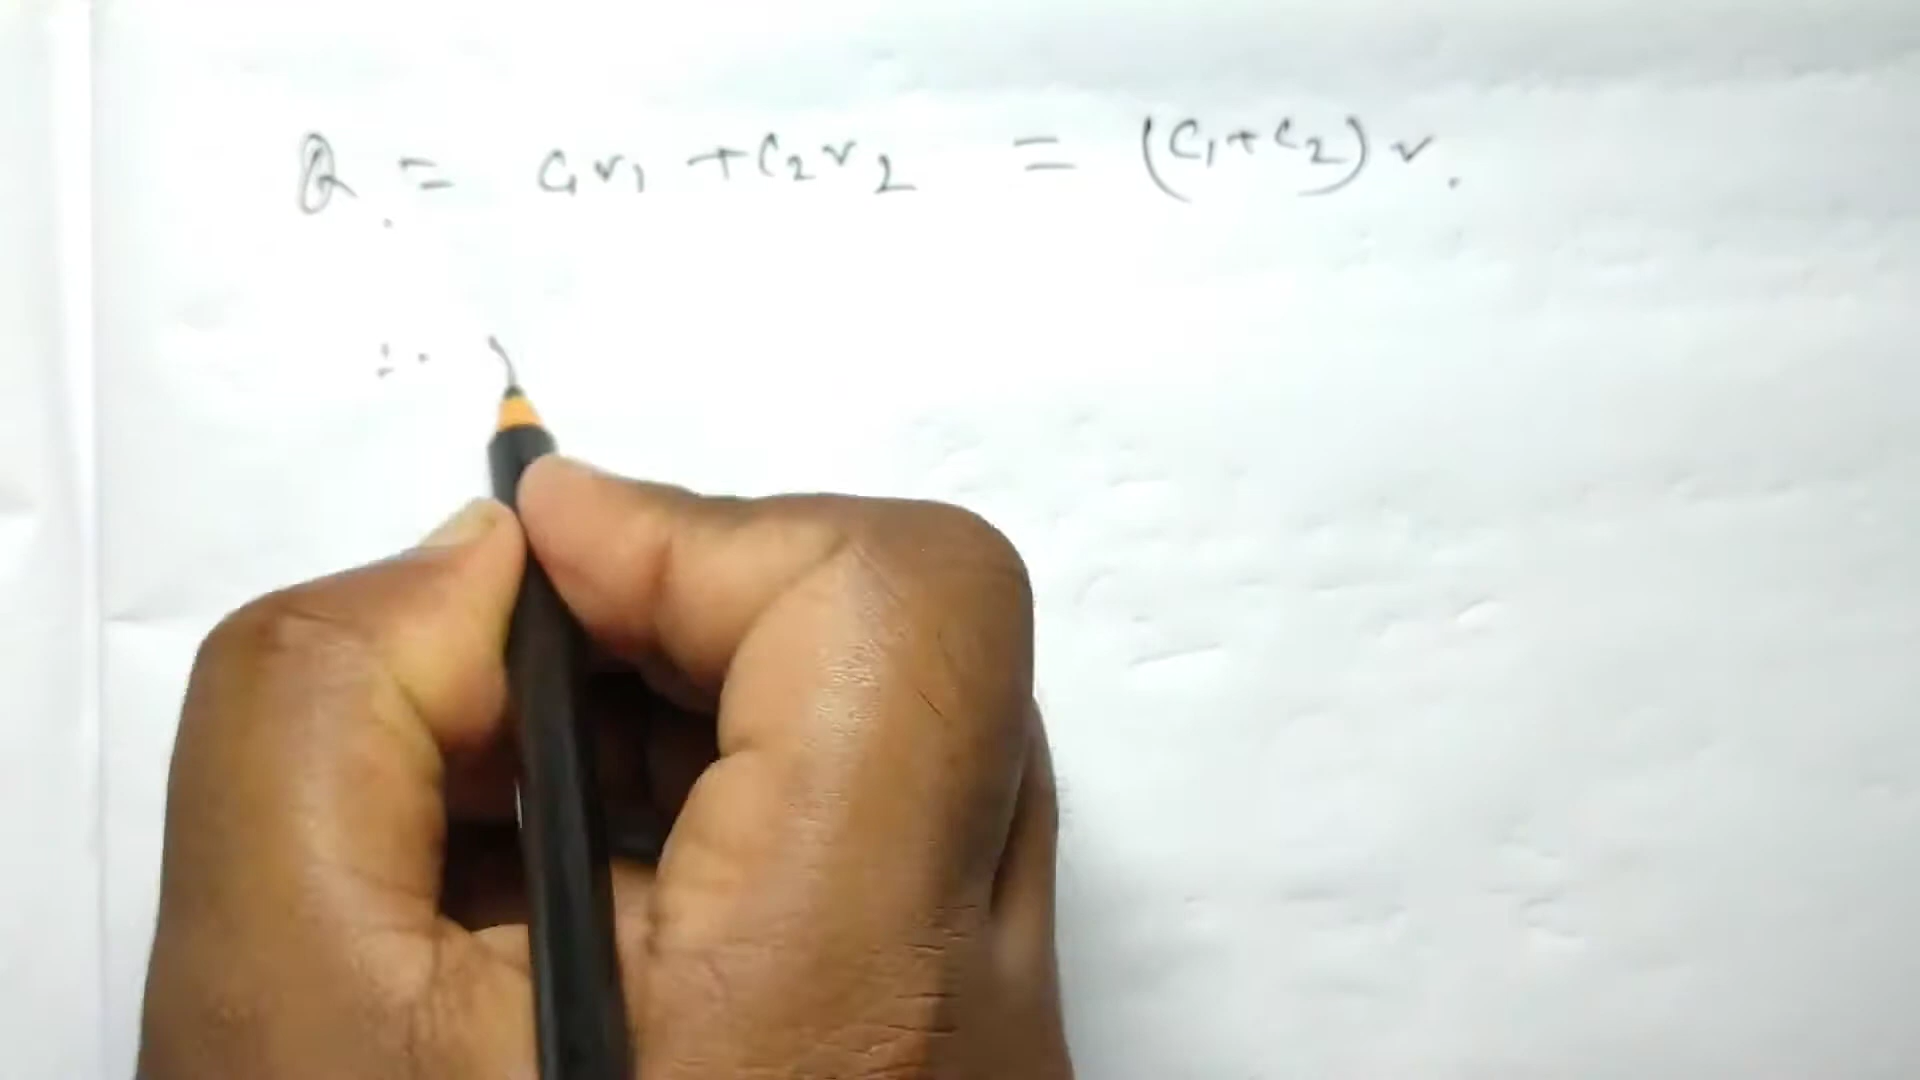 Q = C₁v₁ + C₂v₂ = (C₁+C₂) v.
∴